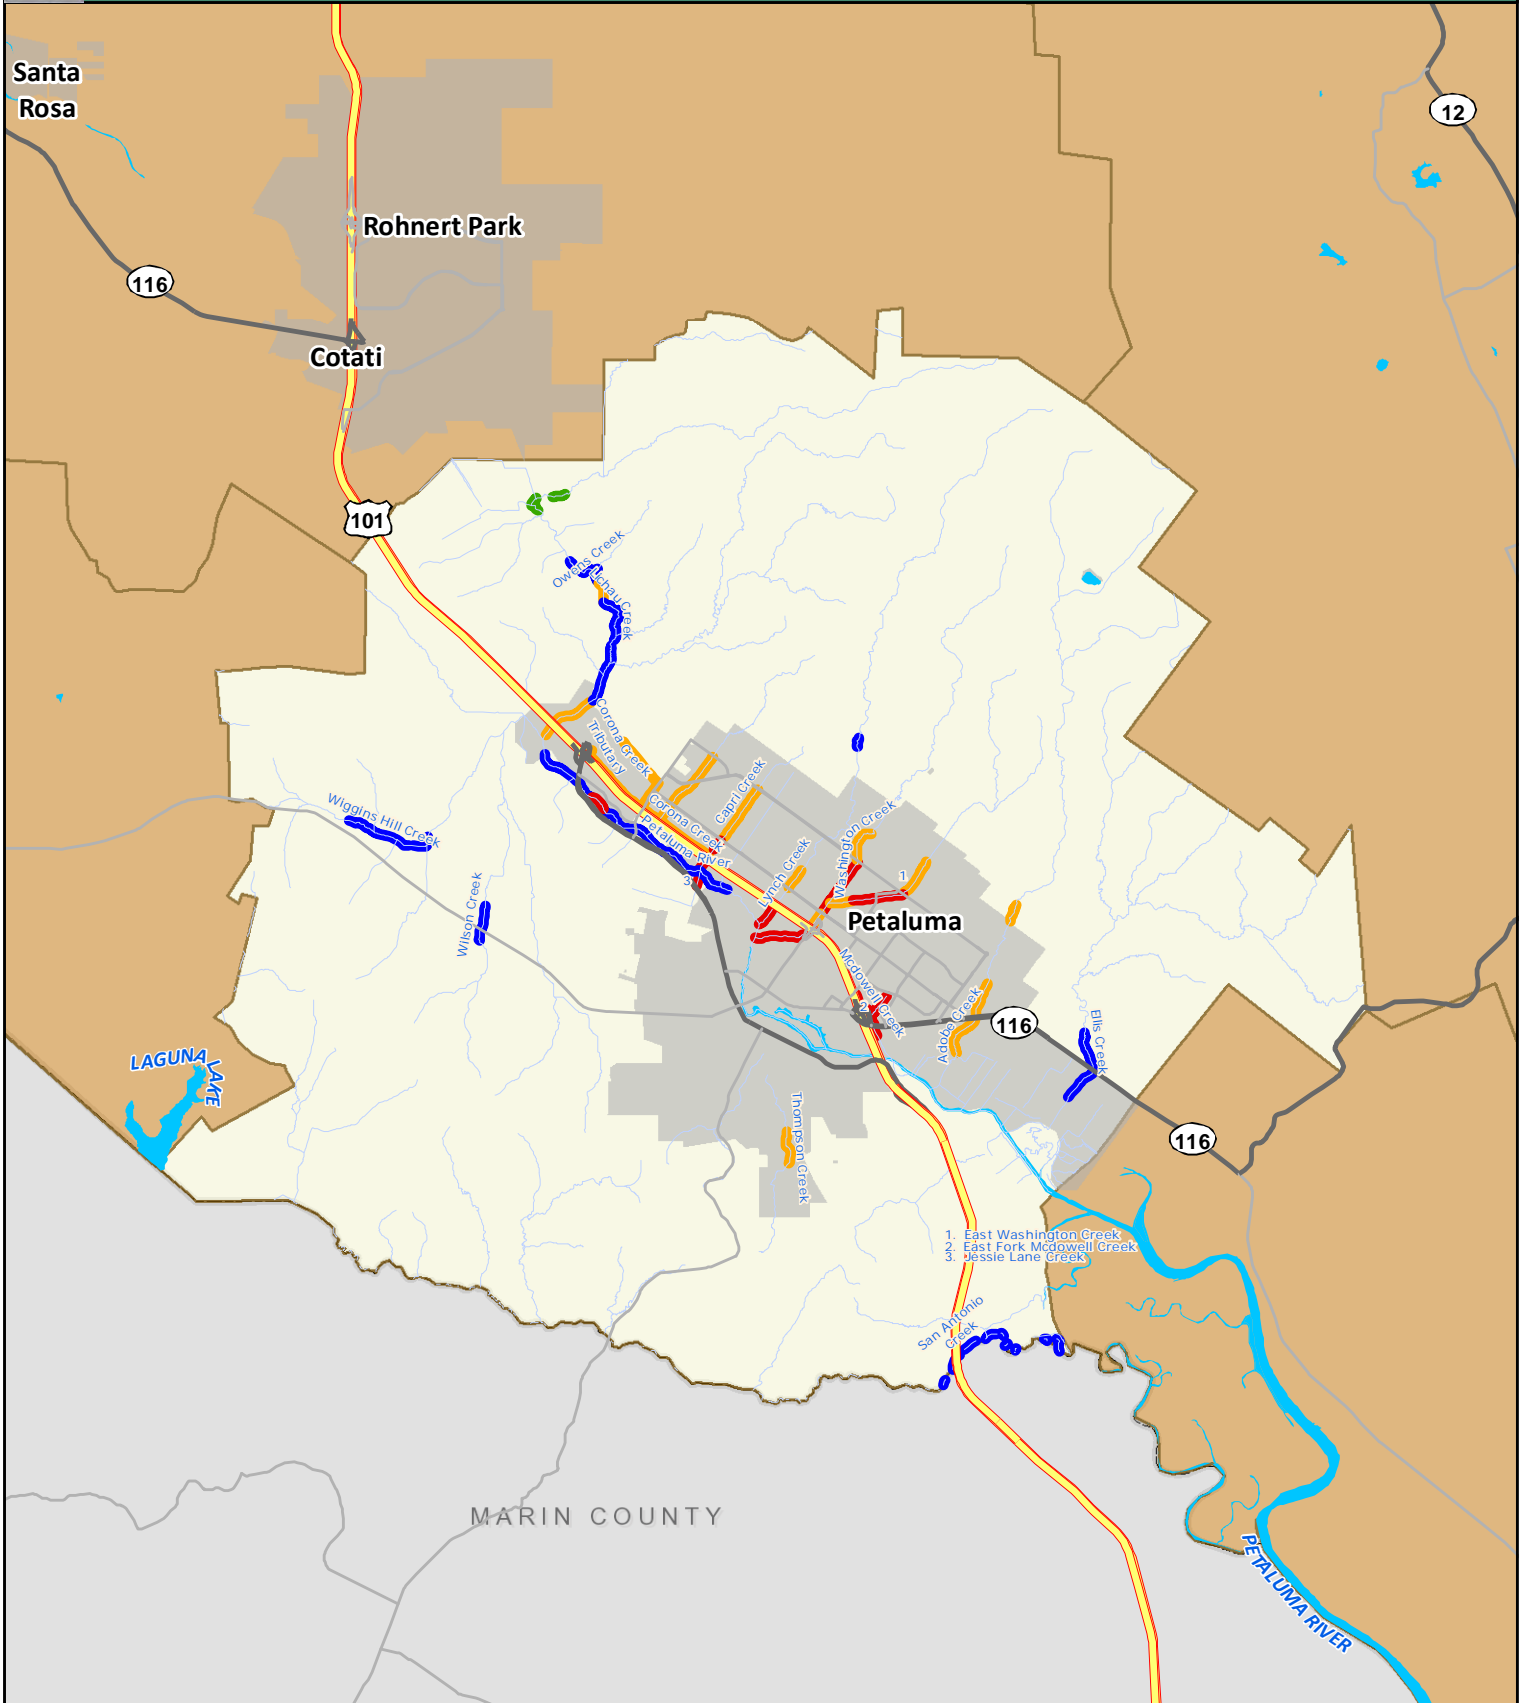 Santa
Rosa
12
Rohnert Park
116
Cotati
101
Owens Creek
Lichau Creek
Corona Creek
Tributary
Corona Creek
Capri Creek
Wiggins Hill Creek
Petaluma River
Washington Creek
Lynch Creek
3
1
Wilson Creek
Petaluma
Mcdowell Creek
2
Adobe Creek
116
Ellis Creek
LAGUNA
LAKE
Thompson Creek
116
1. East Washington Creek
2. East Fork Mcdowell Creek
3. Jessie Lane Creek
San Antonio
Creek
MARIN COUNTY
PETALUMA RIVER